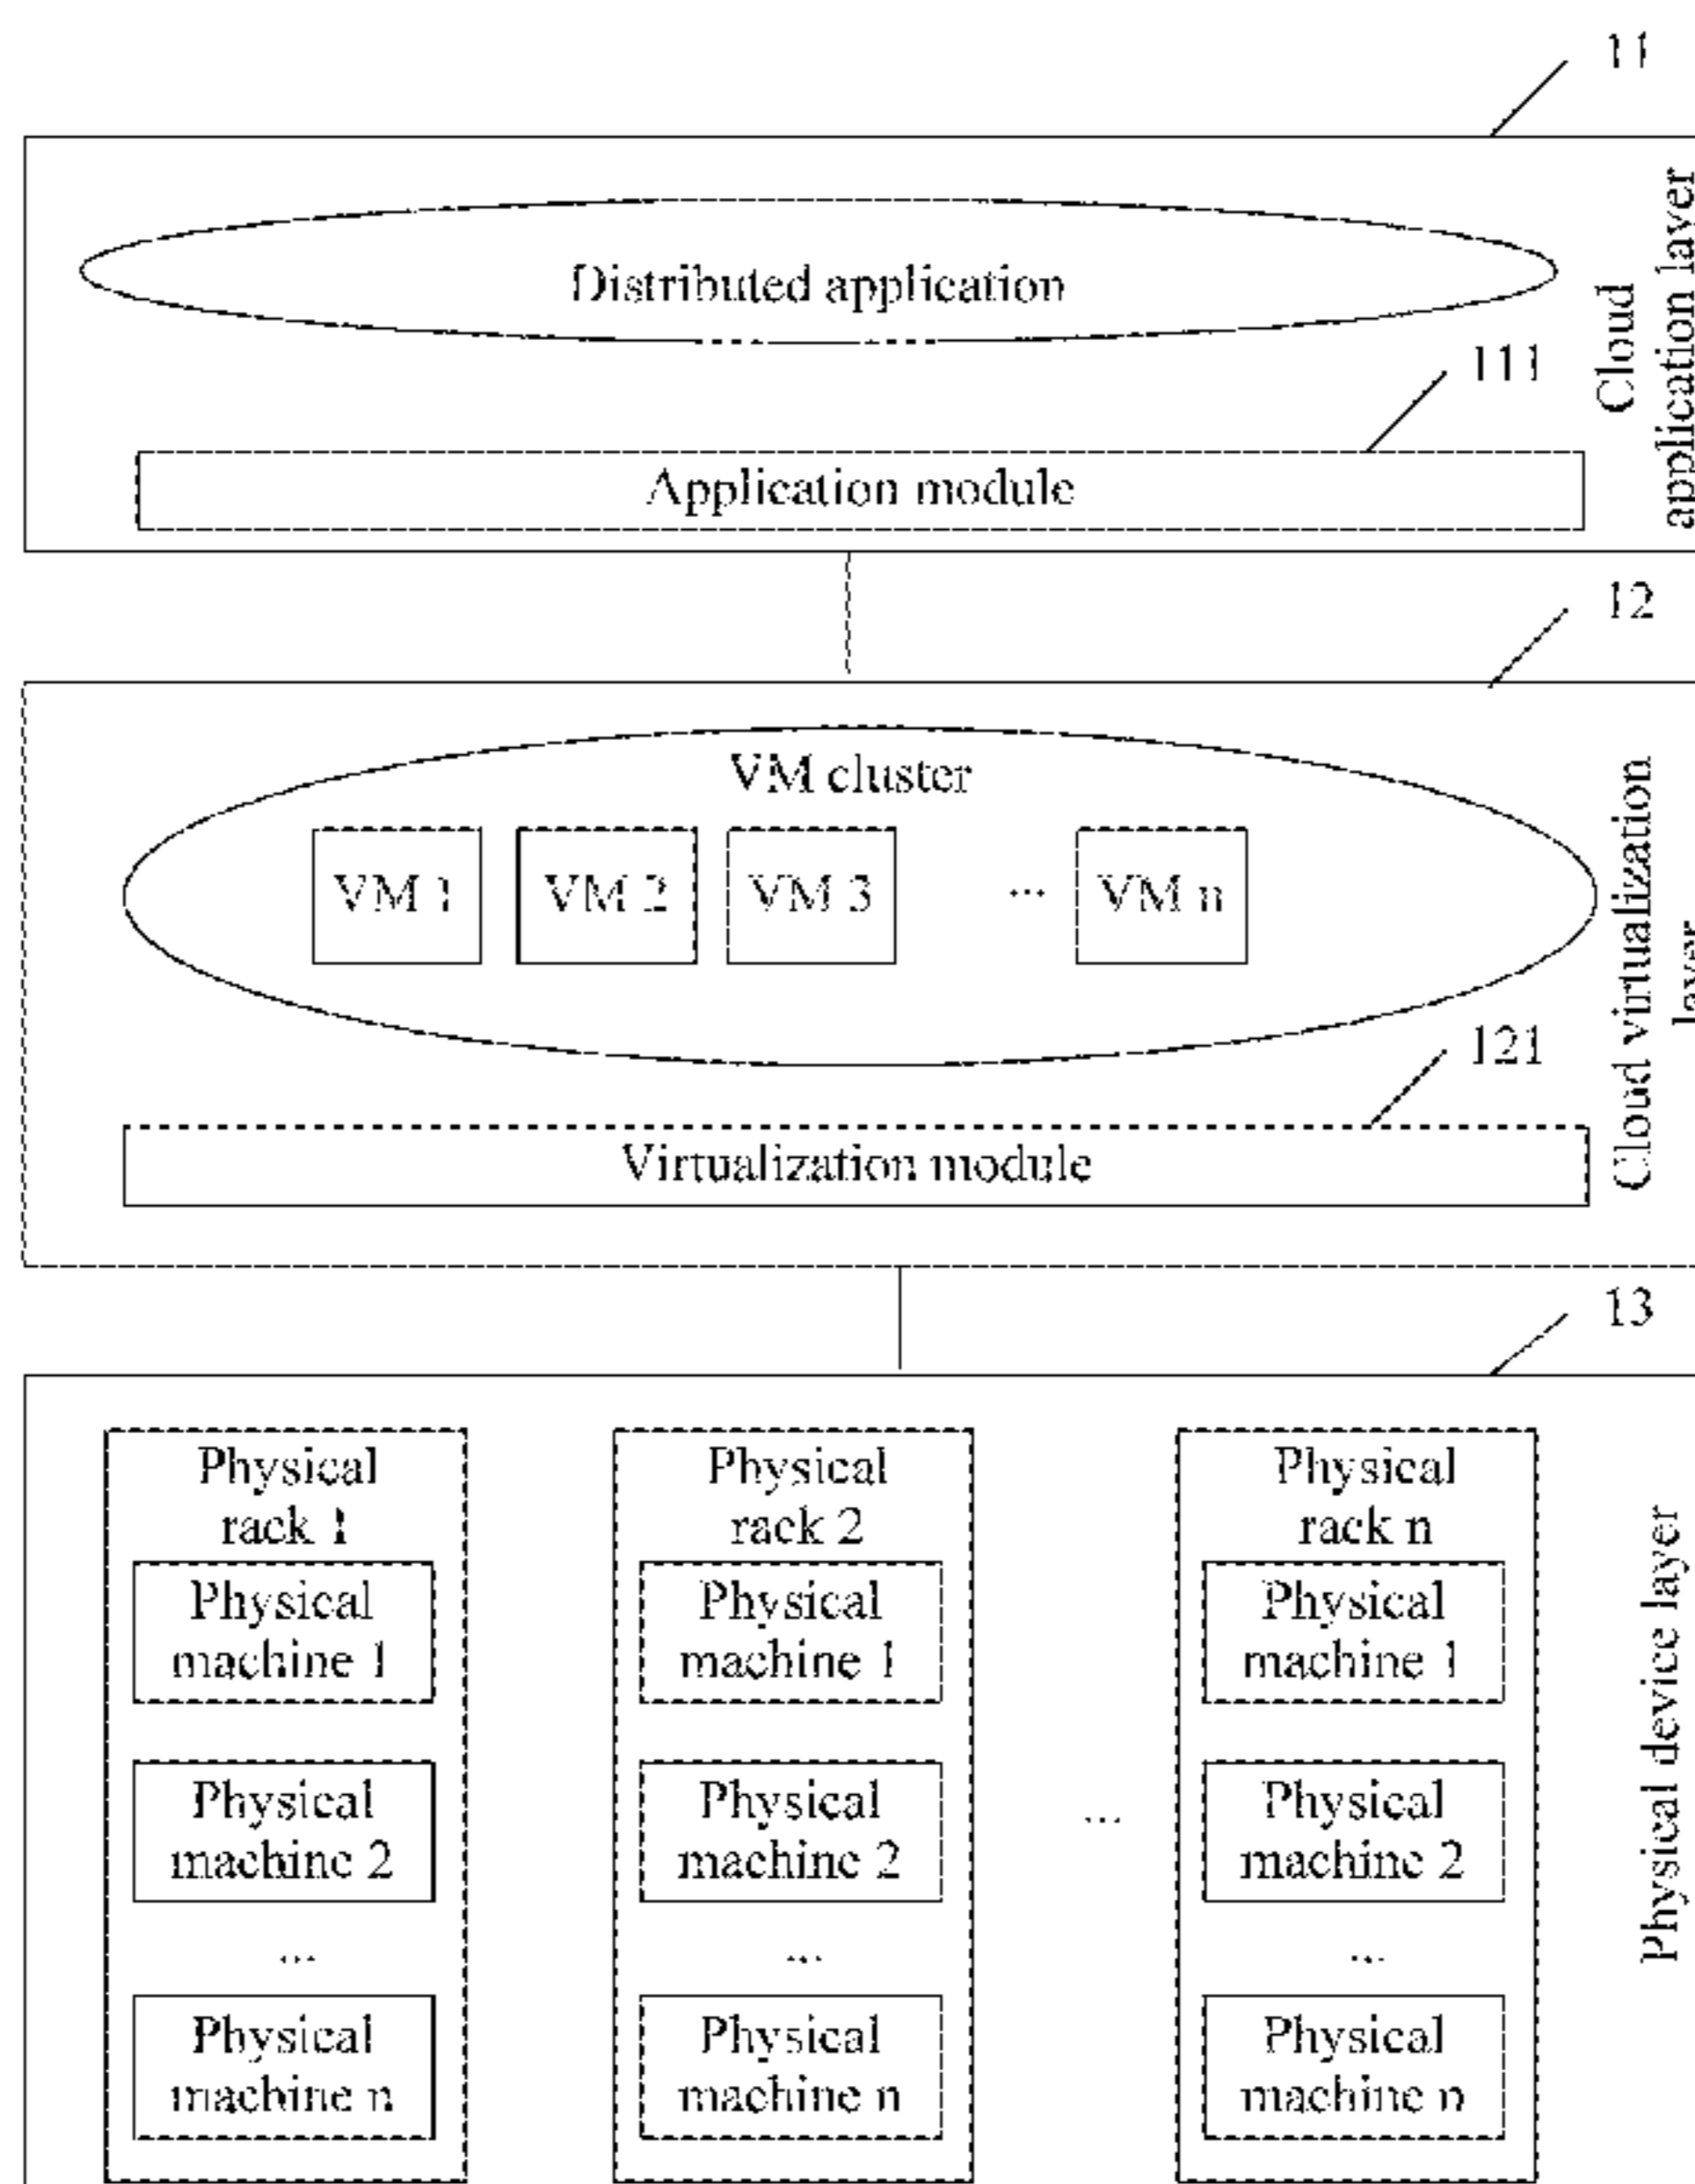 11
Distributed application
Cloud
application layer
111
Application module
12
VM cluster
VM 1
VM 2
VM 3
...
VM n
Cloud virtualization
layer
121
Virtualization module
13
Physical
rack 1
Physical
machine 1
Physical
machine 2
...
Physical
machine n
Physical
rack 2
Physical
machine 1
Physical
machine 2
...
Physical
machine n
...
Physical
rack n
Physical
machine 1
Physical
machine 2
...
Physical
machine n
Physical device layer